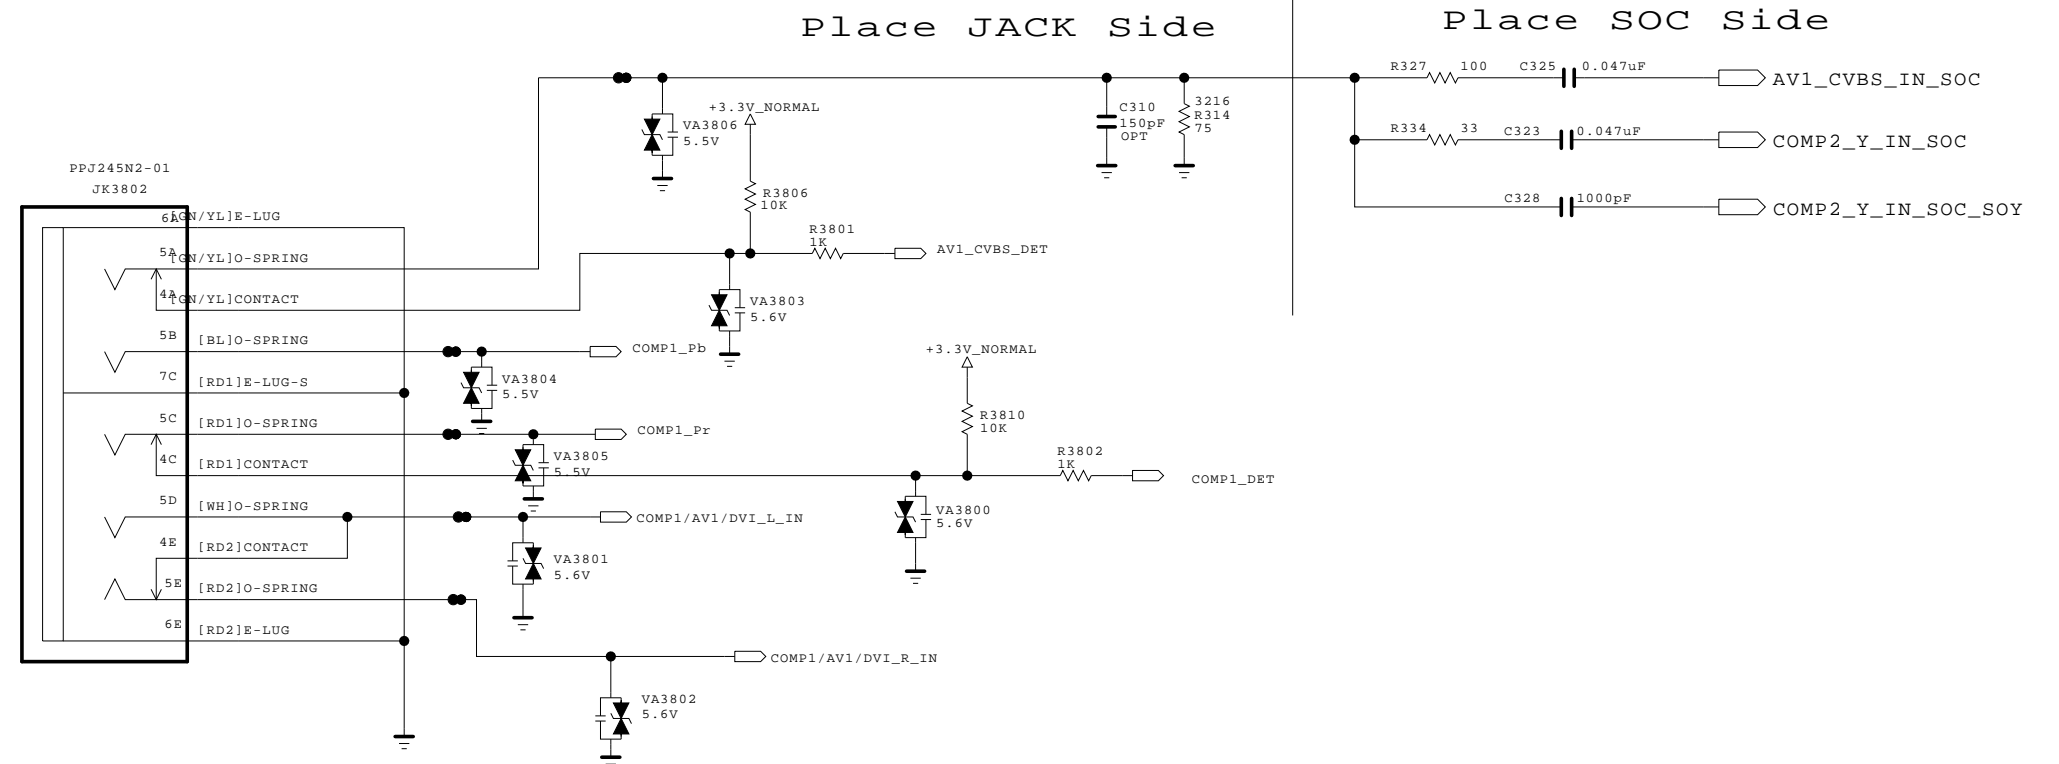 Place JACK Side
Place SOC Side
R327 100 C325 0.047uF
AV1_CVBS_IN_SOC
+3.3V_NORMAL
VA3806
5.5V
C310
150pF
OPT
3216
R314
75
R334 33 C323 0.047uF
COMP2_Y_IN_SOC
PPJ245N2-01
JK3802
R3806
10K
C328 1000pF
COMP2_Y_IN_SOC_SOY
6A [GN/YL]E-LUG
R3801
1K
AV1_CVBS_DET
5A [GN/YL]O-SPRING
4A [GN/YL]CONTACT
VA3803
5.6V
5B [BL]O-SPRING
COMP1_Pb
+3.3V_NORMAL
7C [RD1]E-LUG-S
VA3804
5.5V
5C [RD1]O-SPRING
COMP1_Pr
R3810
10K
4C [RD1]CONTACT
VA3805
5.5V
R3802
1K
COMP1_DET
5D [WH]O-SPRING
COMP1/AV1/DVI_L_IN
VA3800
5.6V
4E [RD2]CONTACT
VA3801
5.6V
5E [RD2]O-SPRING
6E [RD2]E-LUG
COMP1/AV1/DVI_R_IN
VA3802
5.6V